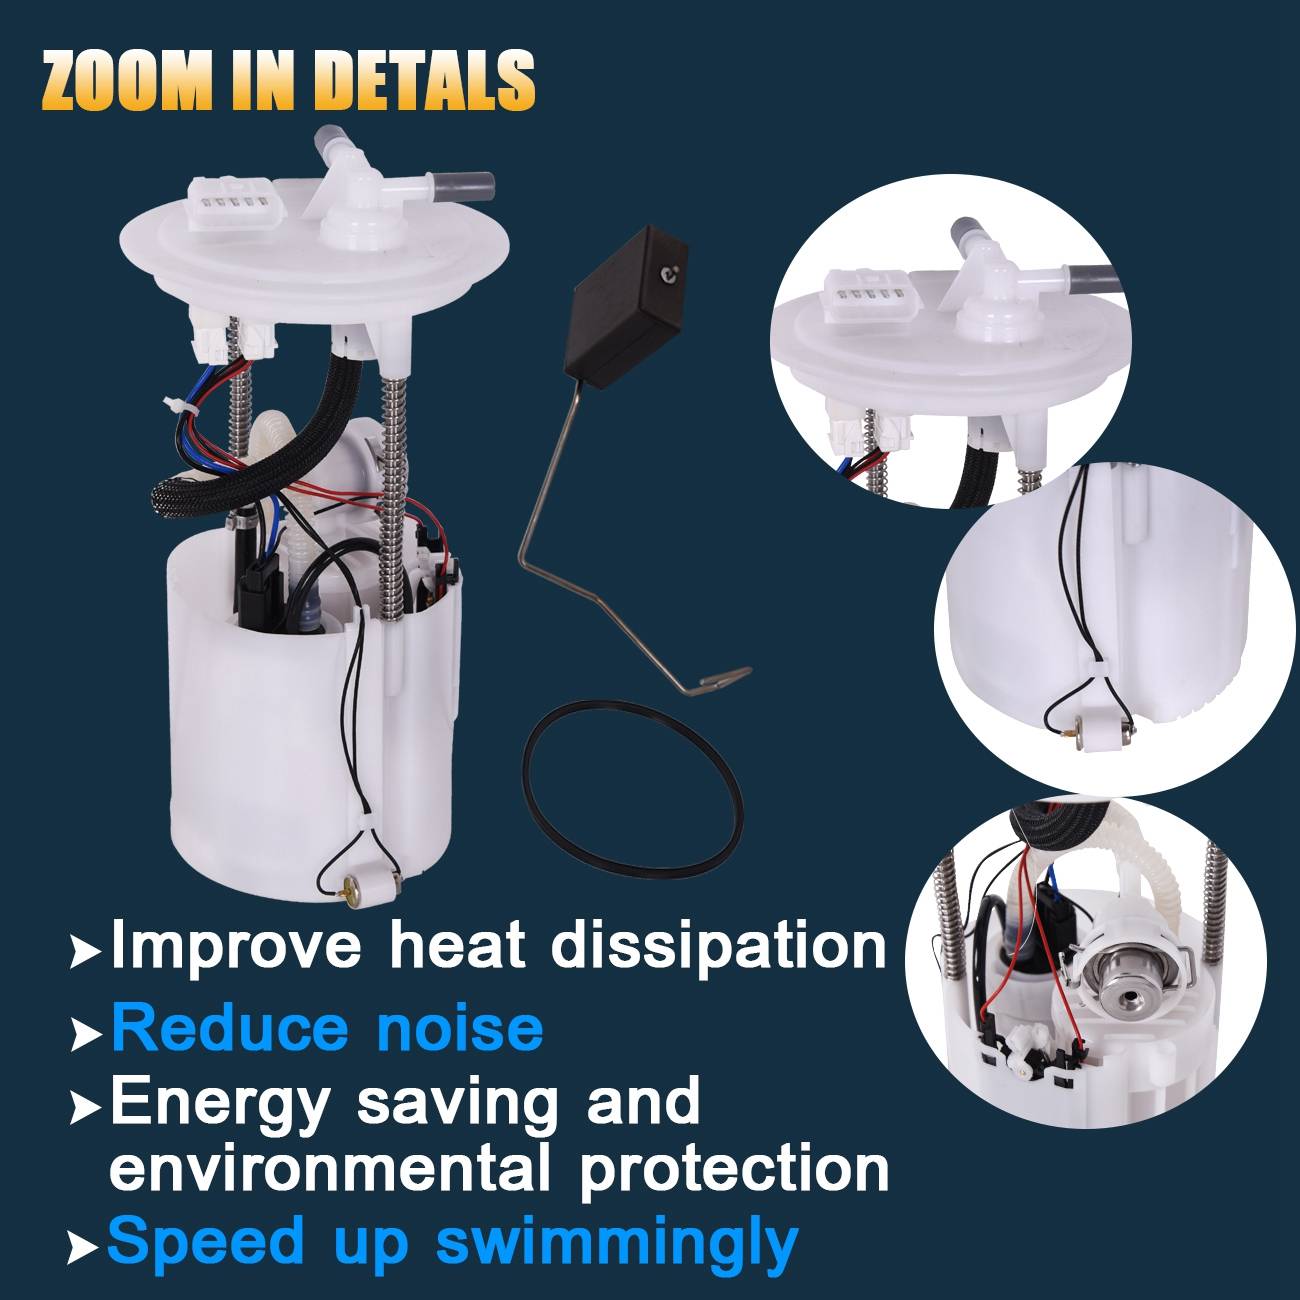 ZOOM IN DETALS
➤Improve heat dissipation
➤Reduce noise
➤Energy saving and
environmental protection
➤Speed up swimmingly